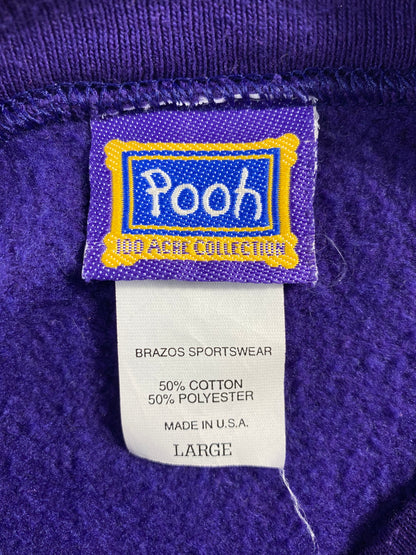 Pooh
100 ACRE COLLECTION
BRAZOS SPORTSWEAR
50% COTTON
50% POLYESTER
MADE IN U.S.A.
LARGE